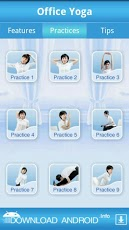 Office Yoga
Features Practices Tips
Practice 1 Practice 2 Practice 3
Practice 4 Practice 5 Practice 6
Practice 7 Practice 8 Practice 9
DOWNLOAD ANDROID Info